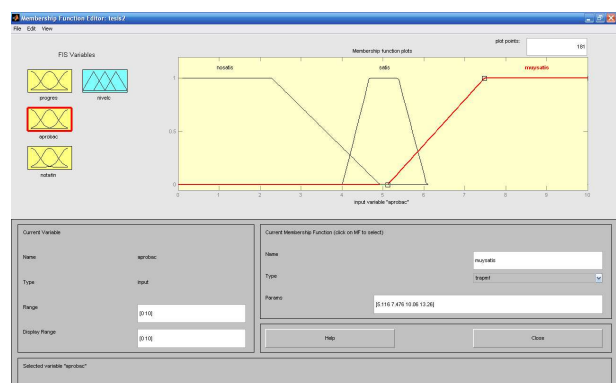 Membership Function Editor: tesis2
File Edit View
FIS Variables
plot points:
181
Membership function plots
nosatis satis muysatis
progres
nivelc
aprobac
notatin
1
0.5
0
0 1 2 3 4 5 6 7 8 9 10
input variable "aprobac"
Current Variable
Name aprobac
Type input
Range [0 10]
Display Range [0 10]
Current Membership Function (click on MF to select)
Name muysatis
Type trapmf
Params [5.116 7.476 10.06 13.26]
Help Close
Selected variable "aprobac"